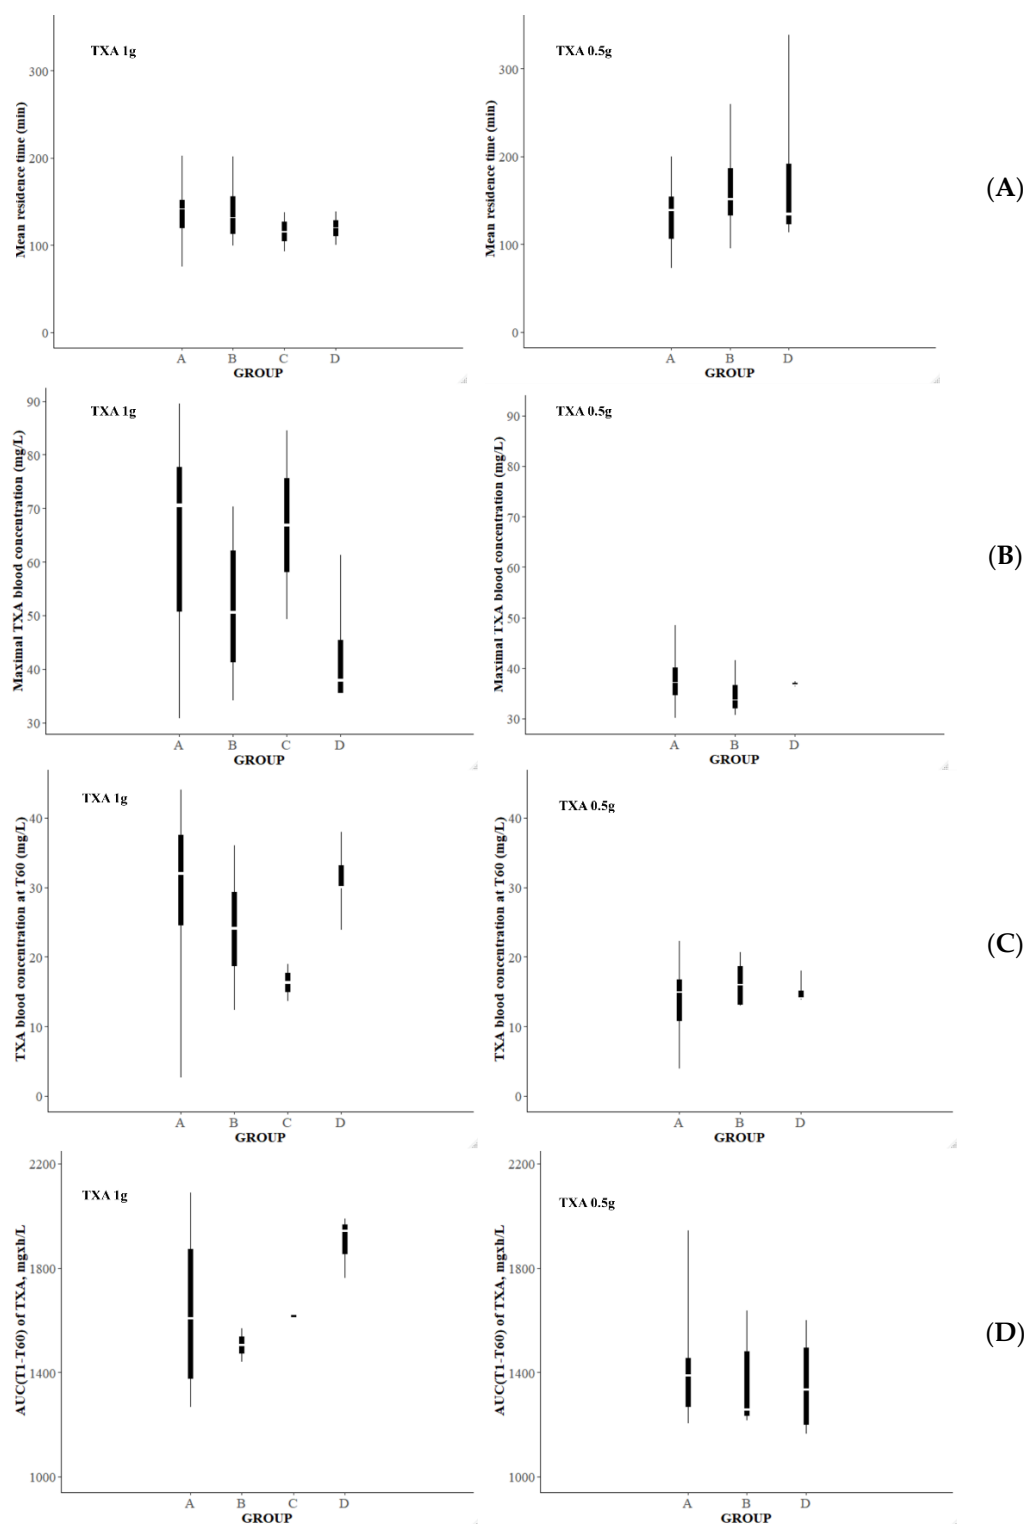 TXA 1g
Mean residence time (min)
300
200
100
0
A B C D
GROUP
TXA 0.5g
Mean residence time (min)
300
200
100
0
A B D
GROUP
(A)
TXA 1g
Maximal TXA blood concentration (mg/L)
90
80
70
60
50
40
30
A B C D
GROUP
TXA 0.5g
Maximal TXA blood concentration (mg/L)
90
80
70
60
50
40
30
A B D
GROUP
(B)
TXA 1g
TXA blood concentration at T60 (mg/L)
40
30
20
10
0
A B C D
GROUP
TXA 0.5g
TXA blood concentration at T60 (mg/L)
40
30
20
10
0
A B D
GROUP
(C)
TXA 1g
AUC(T1-T60) of TXA, mgxh/L
2200
1800
1400
1000
A B C D
GROUP
TXA 0.5g
AUC(T1-T60) of TXA, mgxh/L
2200
1800
1400
1000
A B D
GROUP
(D)